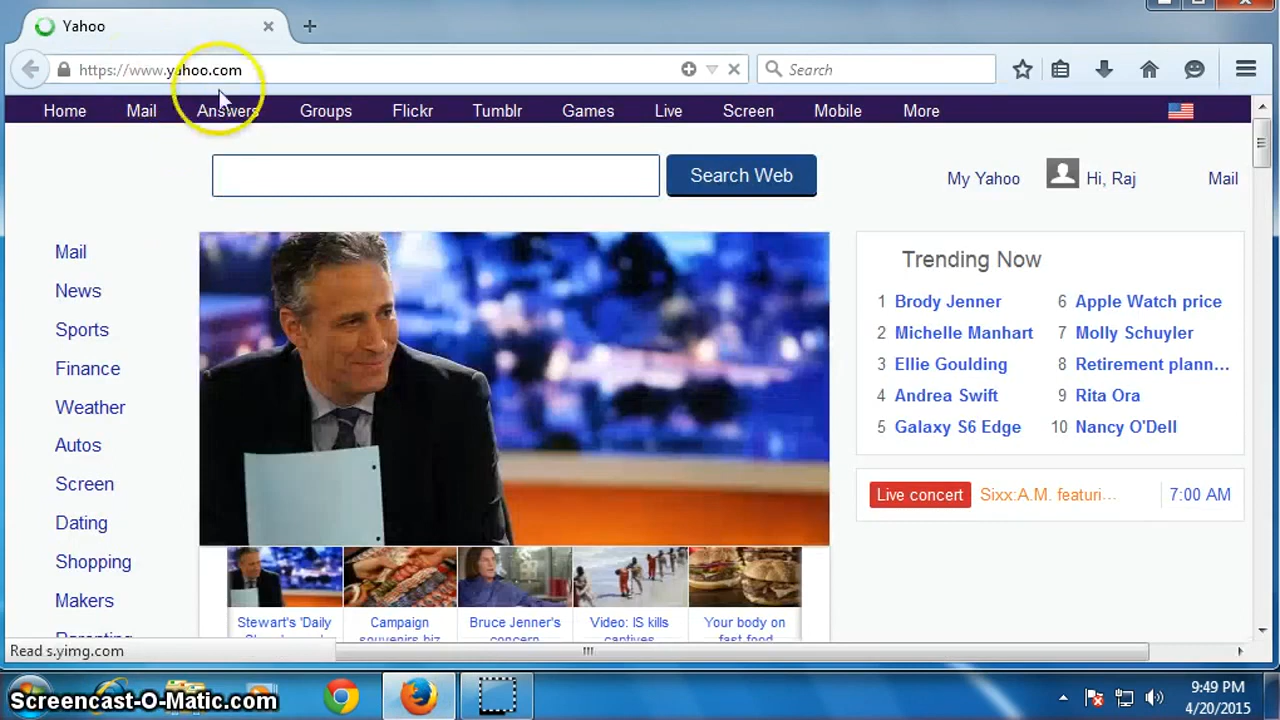 Yahoo
https://www.yahoo.com
Search
Home Mail Answers Groups Flickr Tumblr Games Live Screen Mobile More
Search Web
My Yahoo
Hi, Raj
Mail
Mail
News
Sports
Finance
Weather
Autos
Screen
Dating
Shopping
Makers
Parenting
Trending Now
1 Brody Jenner
2 Michelle Manhart
3 Ellie Goulding
4 Andrea Swift
5 Galaxy S6 Edge
6 Apple Watch price
7 Molly Schuyler
8 Retirement plann...
9 Rita Ora
10 Nancy O'Dell
Live concert Sixx:A.M. featuri... 7:00 AM
Stewart's 'Daily
Campaign
souvenirs biz
Bruce Jenner's
concern
Video: IS kills
captives
Your body on
fast food
Read s.yimg.com
Screencast-O-Matic.com
9:49 PM
4/20/2015